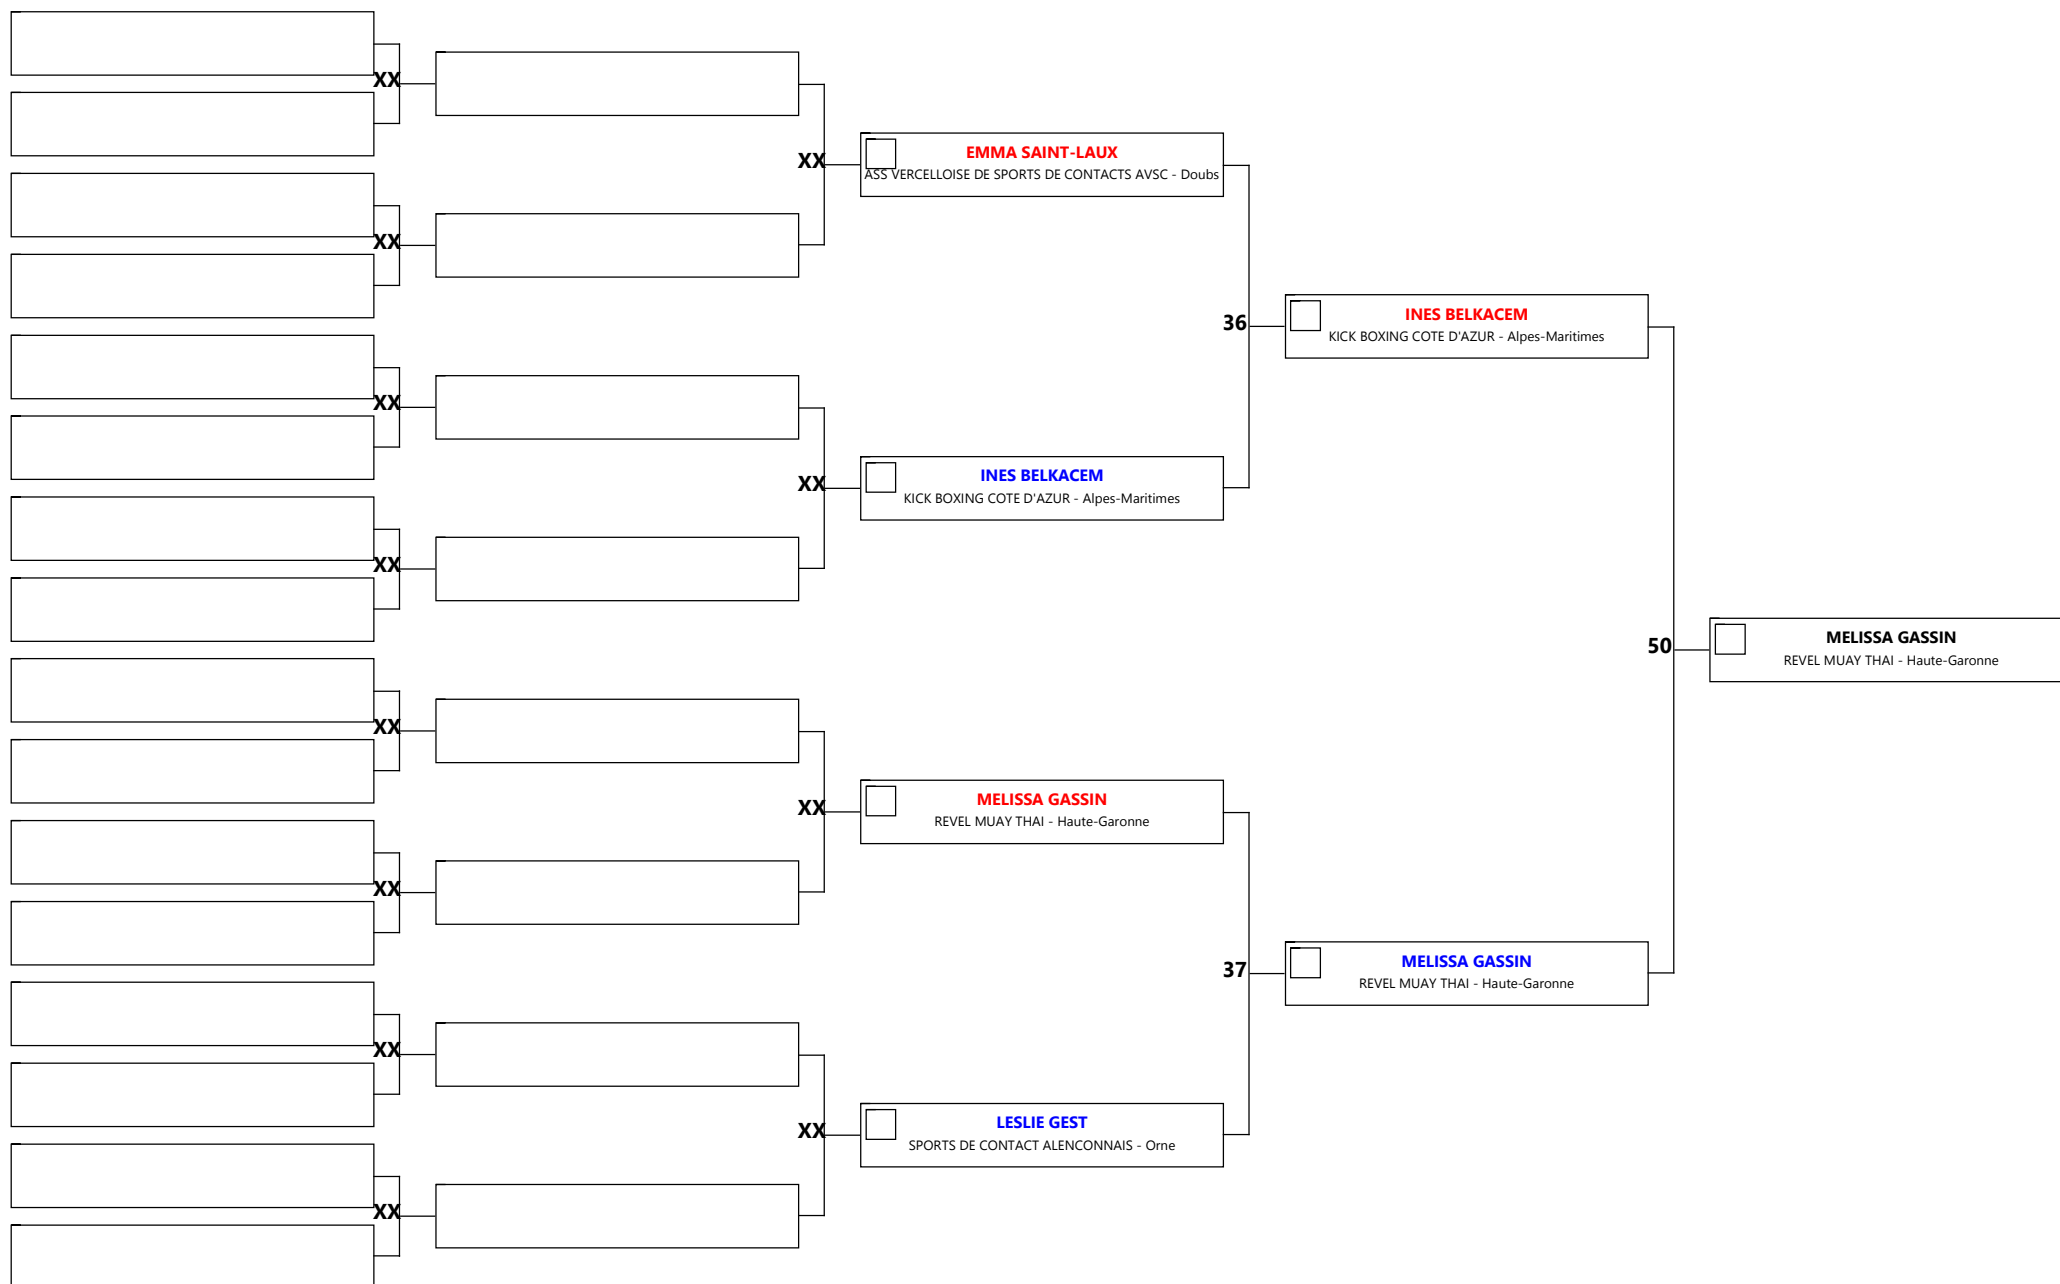 XX
XX
EMMA SAINT-LAUX
ASS VERCELLOISE DE SPORTS DE CONTACTS AVSC - Doubs
XX
36
INES BELKACEM
KICK BOXING COTE D'AZUR - Alpes-Maritimes
XX
XX
INES BELKACEM
KICK BOXING COTE D'AZUR - Alpes-Maritimes
XX
50
MELISSA GASSIN
REVEL MUAY THAI - Haute-Garonne
XX
XX
MELISSA GASSIN
REVEL MUAY THAI - Haute-Garonne
XX
37
MELISSA GASSIN
REVEL MUAY THAI - Haute-Garonne
XX
XX
LESLIE GEST
SPORTS DE CONTACT ALENCONNAIS - Orne
XX